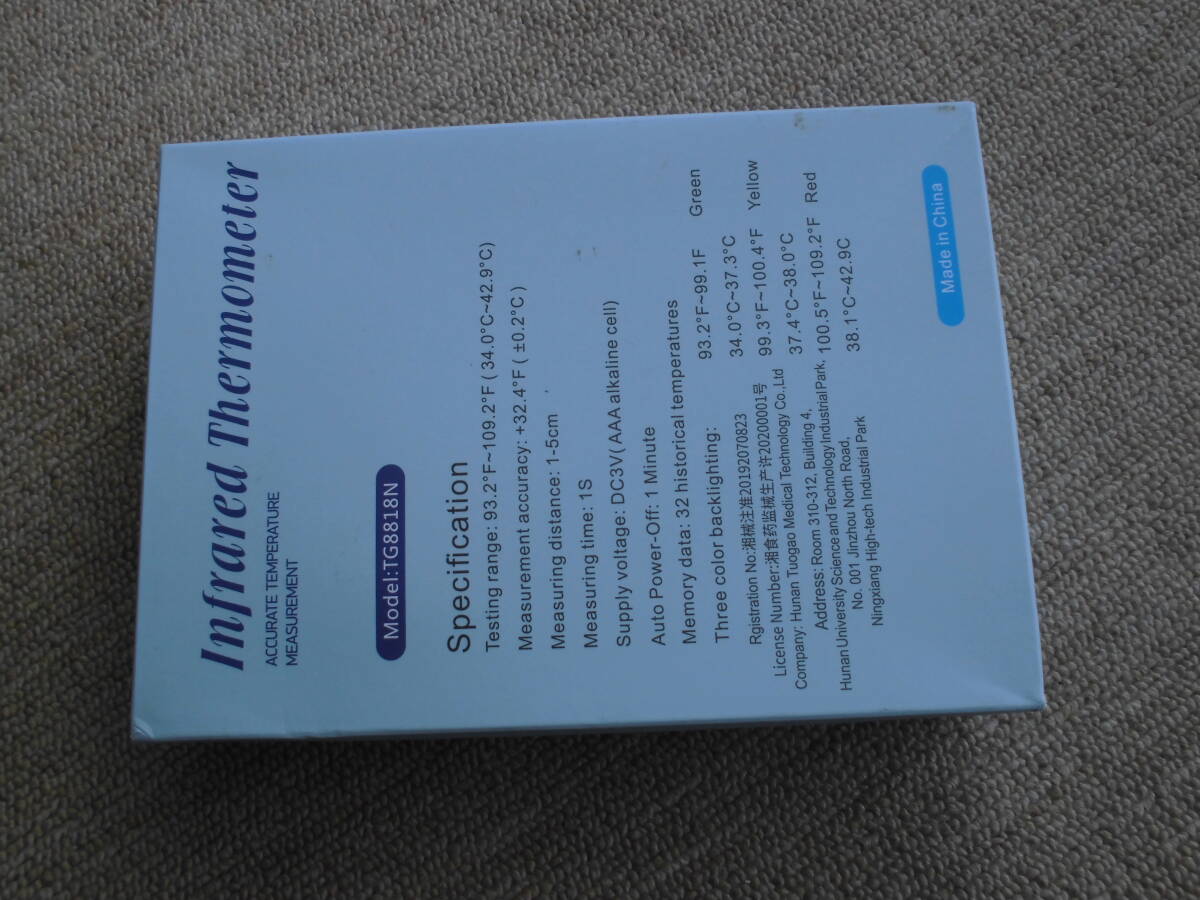 Infrared Thermometer
ACCURATE TEMPERATURE
MEASUREMENT
Model:TG8818N
Specification
Testing range: 93.2°F~109.2°F ( 34.0°C~42.9°C)
Measurement accuracy: +32.4°F ( ±0.2°C )
Measuring distance: 1-5cm
Measuring time: 1S
Supply voltage: DC3V( AAA alkaline cell)
Auto Power-Off: 1 Minute
Memory data: 32 historical temperatures
Three color backlighting:
93.2°F~99.1F Green
34.0°C~37.3°C
99.3°F~100.4°F Yellow
37.4°C~38.0°C
100.5°F~109.2°F Red
38.1°C~42.9C
Rgistration No:湘械注准20192070823
License Number:湘食药监械生产许20200001号
Company: Hunan Tuogao Medical Technology Co.,Ltd
Address: Room 310-312, Building 4,
Hunan University Science and Technology Industrial Park,
No. 001 Jinzhou North Road,
Ningxiang High-tech Industrial Park
Made in China